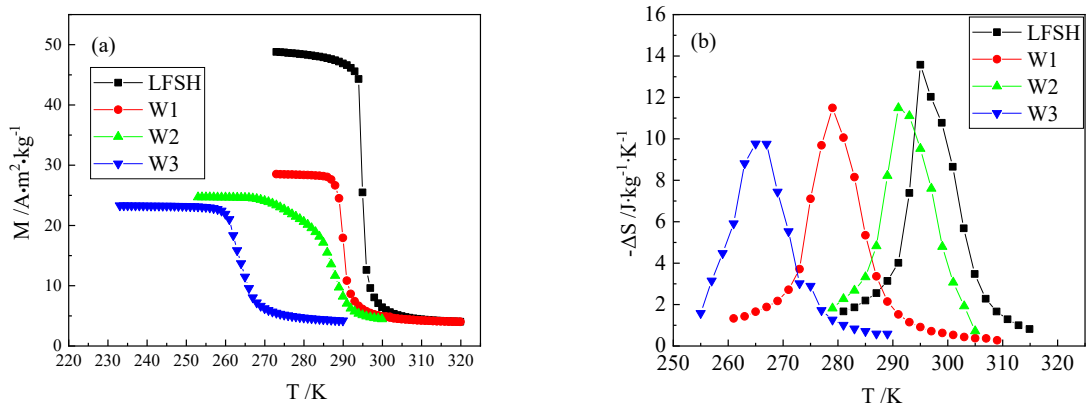 (a)
LFSH
W1
W2
W3
M /A·m²·kg⁻¹
50
40
30
20
10
0
220 230 240 250 260 270 280 290 300 310 320
T /K
(b)
LFSH
W1
W2
W3
-ΔS /J·kg⁻¹·K⁻¹
16
14
12
10
8
6
4
2
0
250 260 270 280 290 300 310 320
T /K